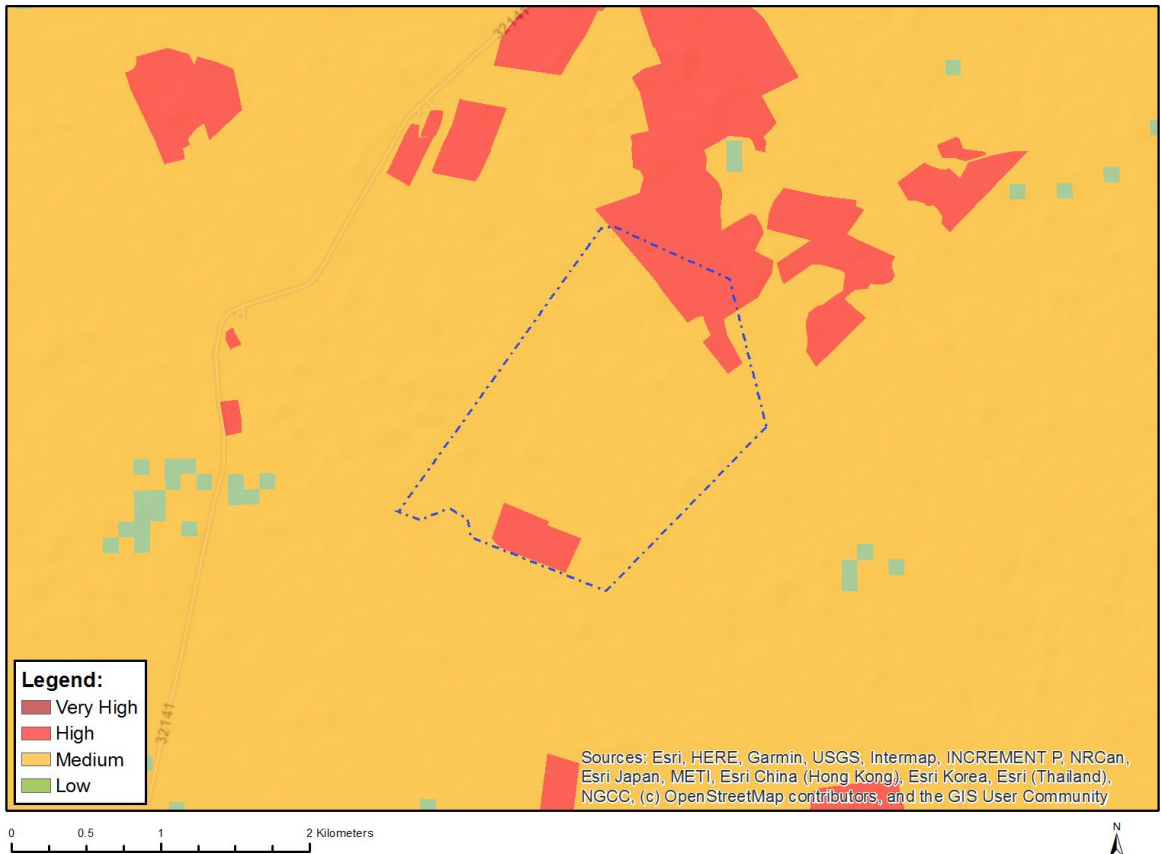 32141
Legend:
Very High
High
Medium
Low
32141
Sources: Esri, HERE, Garmin, USGS, Intermap, INCREMENT P, NRCan,
Esri Japan, METI, Esri China (Hong Kong), Esri Korea, Esri (Thailand),
NGCC, (c) OpenStreetMap contributors, and the GIS User Community
0 0.5 1 2 Kilometers
N